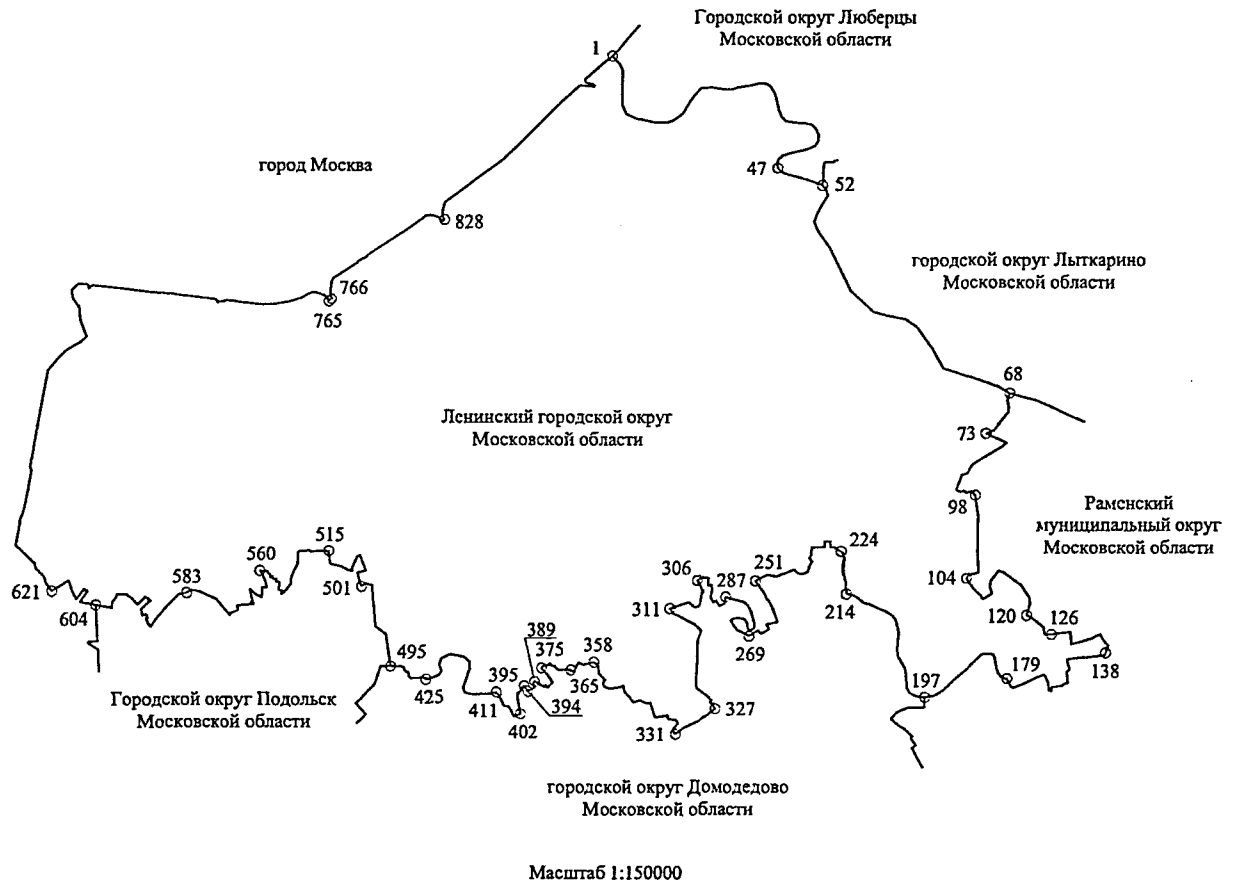 Городской округ Люберцы
Московской области
1
город Москва
47
52
828
городской округ Лыткарино
Московской области
766
765
68
Ленинский городской округ
Московской области
73
98
Раменский
муниципальный округ
Московской области
515
560
583
501
621
604
224
251
306
287
214
311
269
104
120
126
138
179
197
495
389
375
358
395
365
425
394
411
402
327
331
Городской округ Подольск
Московской области
городской округ Домодедово
Московской области
Масштаб 1:150000